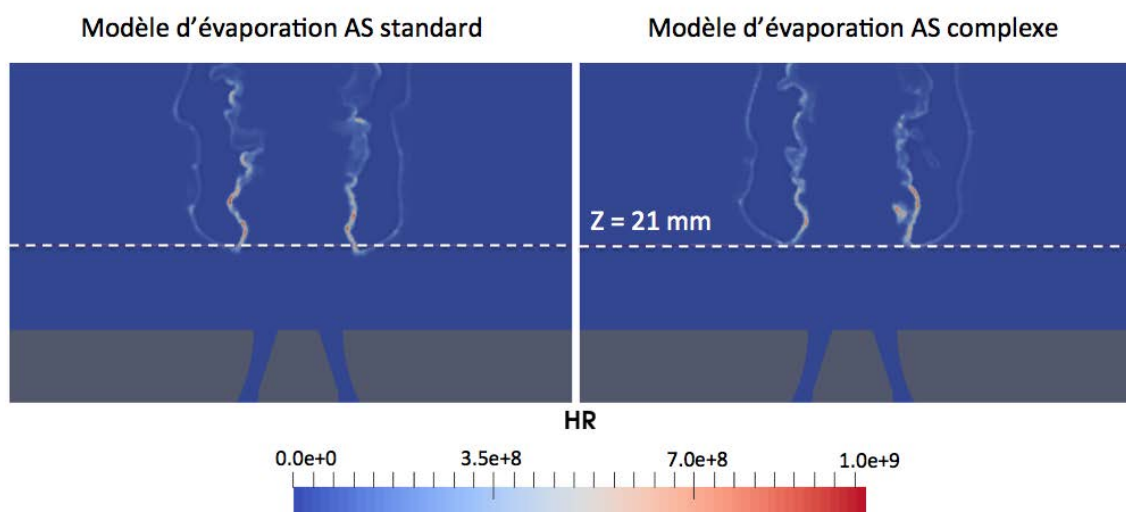 Modèle d'évaporation AS standard
Modèle d'évaporation AS complexe
Z = 21 mm
HR
0.0e+0 3.5e+8 7.0e+8 1.0e+9